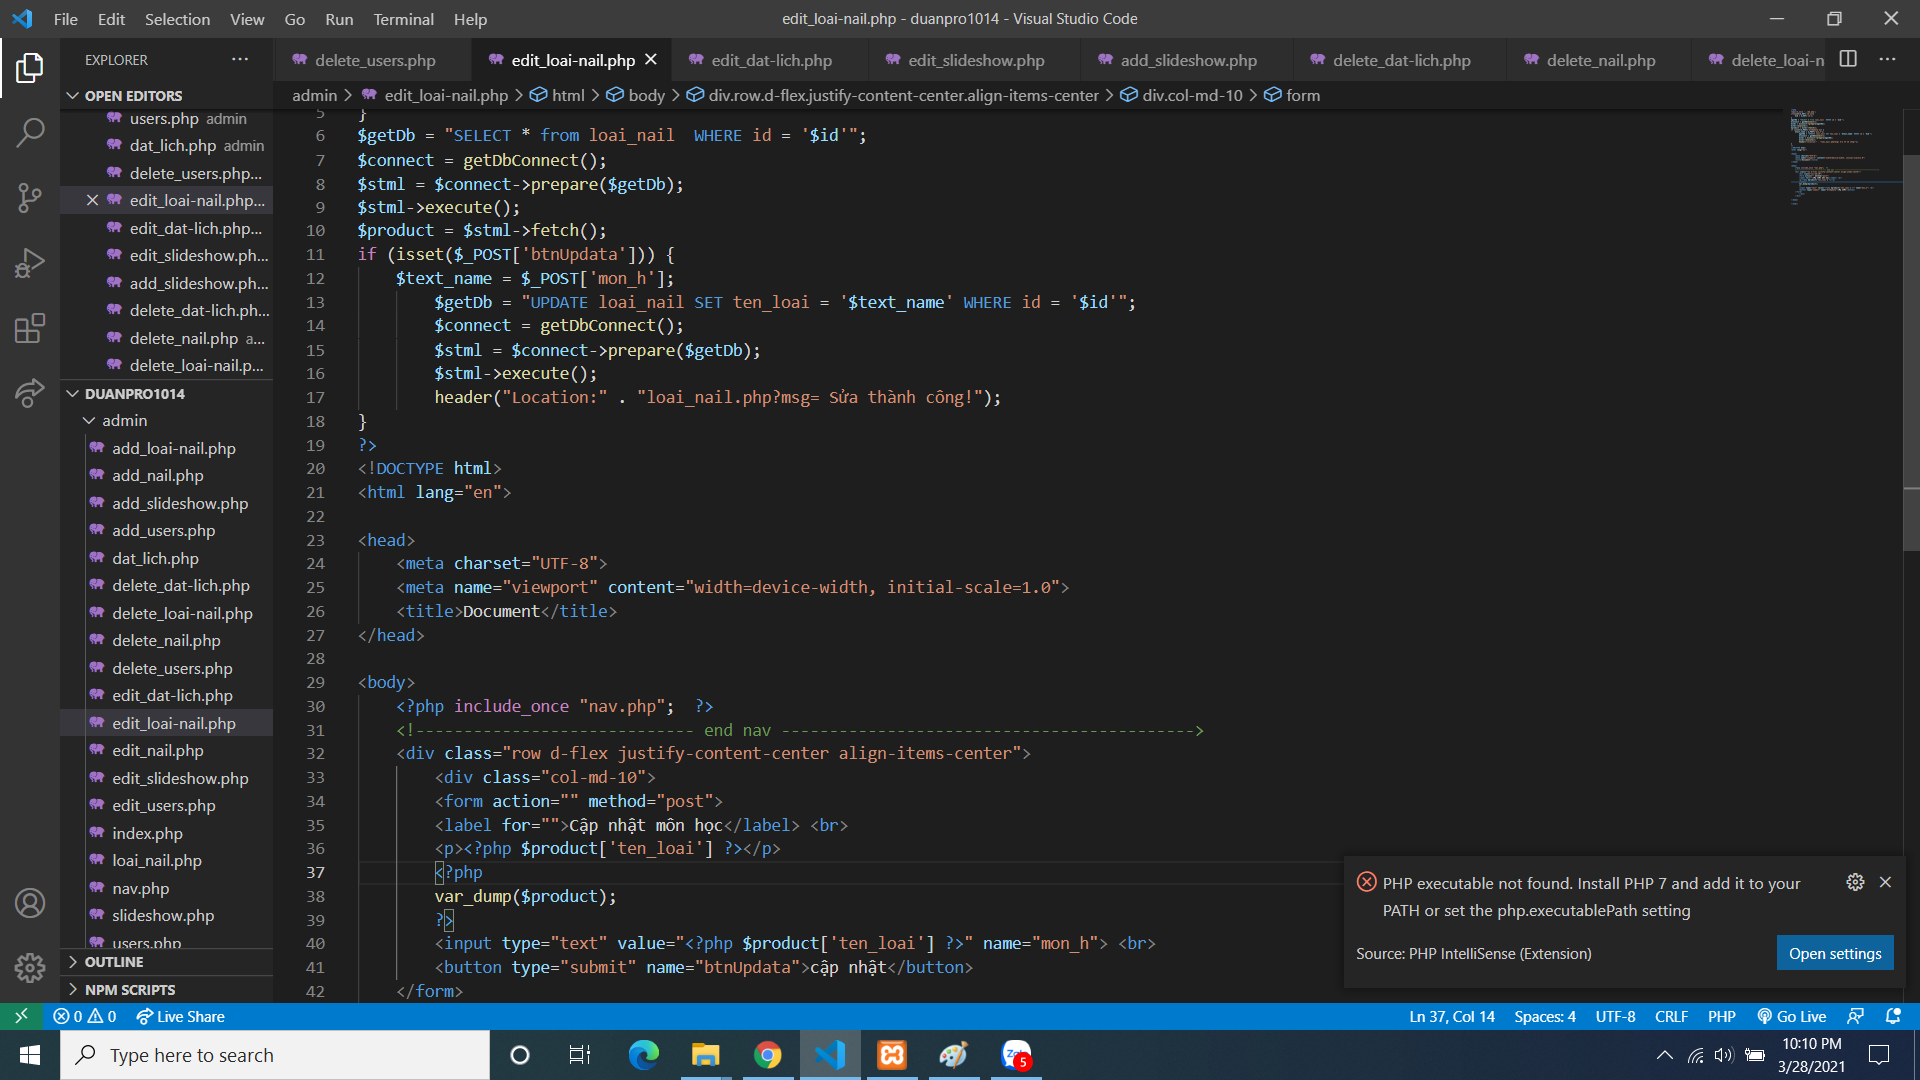 File Edit Selection View Go Run Terminal Help
edit_loai-nail.php - duanpro1014 - Visual Studio Code
EXPLORER
delete_users.php
edit_loai-nail.php
edit_dat-lich.php
edit_slideshow.php
add_slideshow.php
delete_dat-lich.php
delete_nail.php
delete_loai-n
OPEN EDITORS
users.php admin
dat_lich.php admin
delete_users.php...
edit_loai-nail.php...
edit_dat-lich.php...
edit_slideshow.ph...
add_slideshow.ph...
delete_dat-lich.ph...
delete_nail.php a...
delete_loai-nail.p...
DUANPRO1014
admin
add_loai-nail.php
add_nail.php
add_slideshow.php
add_users.php
dat_lich.php
delete_dat-lich.php
delete_loai-nail.php
delete_nail.php
delete_users.php
edit_dat-lich.php
edit_loai-nail.php
edit_nail.php
edit_slideshow.php
edit_users.php
index.php
loai_nail.php
nav.php
slideshow.php
users.php
OUTLINE
NPM SCRIPTS
admin > edit_loai-nail.php > html > body > div.row.d-flex.justify-content-center.align-items-center > div.col-md-10 > form
5 }
6 $getDb = "SELECT * from loai_nail  WHERE id = '$id'";
7 $connect = getDbConnect();
8 $stml = $connect->prepare($getDb);
9 $stml->execute();
10 $product = $stml->fetch();
11 if (isset($_POST['btnUpdata'])) {
12 $text_name = $_POST['mon_h'];
13 $getDb = "UPDATE loai_nail SET ten_loai = '$text_name' WHERE id = '$id'";
14 $connect = getDbConnect();
15 $stml = $connect->prepare($getDb);
16 $stml->execute();
17 header("Location:" . "loai_nail.php?msg= Sửa thành công!");
18 }
19 ?>
20 <!DOCTYPE html>
21 <html lang="en">
22
23 <head>
24 <meta charset="UTF-8">
25 <meta name="viewport" content="width=device-width, initial-scale=1.0">
26 <title>Document</title>
27 </head>
28
29 <body>
30 <?php include_once "nav.php";  ?>
31 <!----------------------------- end nav ------------------------------------------->
32 <div class="row d-flex justify-content-center align-items-center">
33 <div class="col-md-10">
34 <form action="" method="post">
35 <label for="">Cập nhật môn học</label> <br>
36 <p><?php $product['ten_loai'] ?></p>
37 <?php
38 var_dump($product);
39 ?>
40 <input type="text" value="<?php $product['ten_loai'] ?>" name="mon_h"> <br>
41 <button type="submit" name="btnUpdata">cập nhật</button>
42 </form>
PHP executable not found. Install PHP 7 and add it to your
PATH or set the php.executablePath setting
Source: PHP IntelliSense (Extension)
Open settings
0 0 Live Share
Ln 37, Col 14 Spaces: 4 UTF-8 CRLF PHP Go Live
Type here to search
5
10:10 PM
3/28/2021